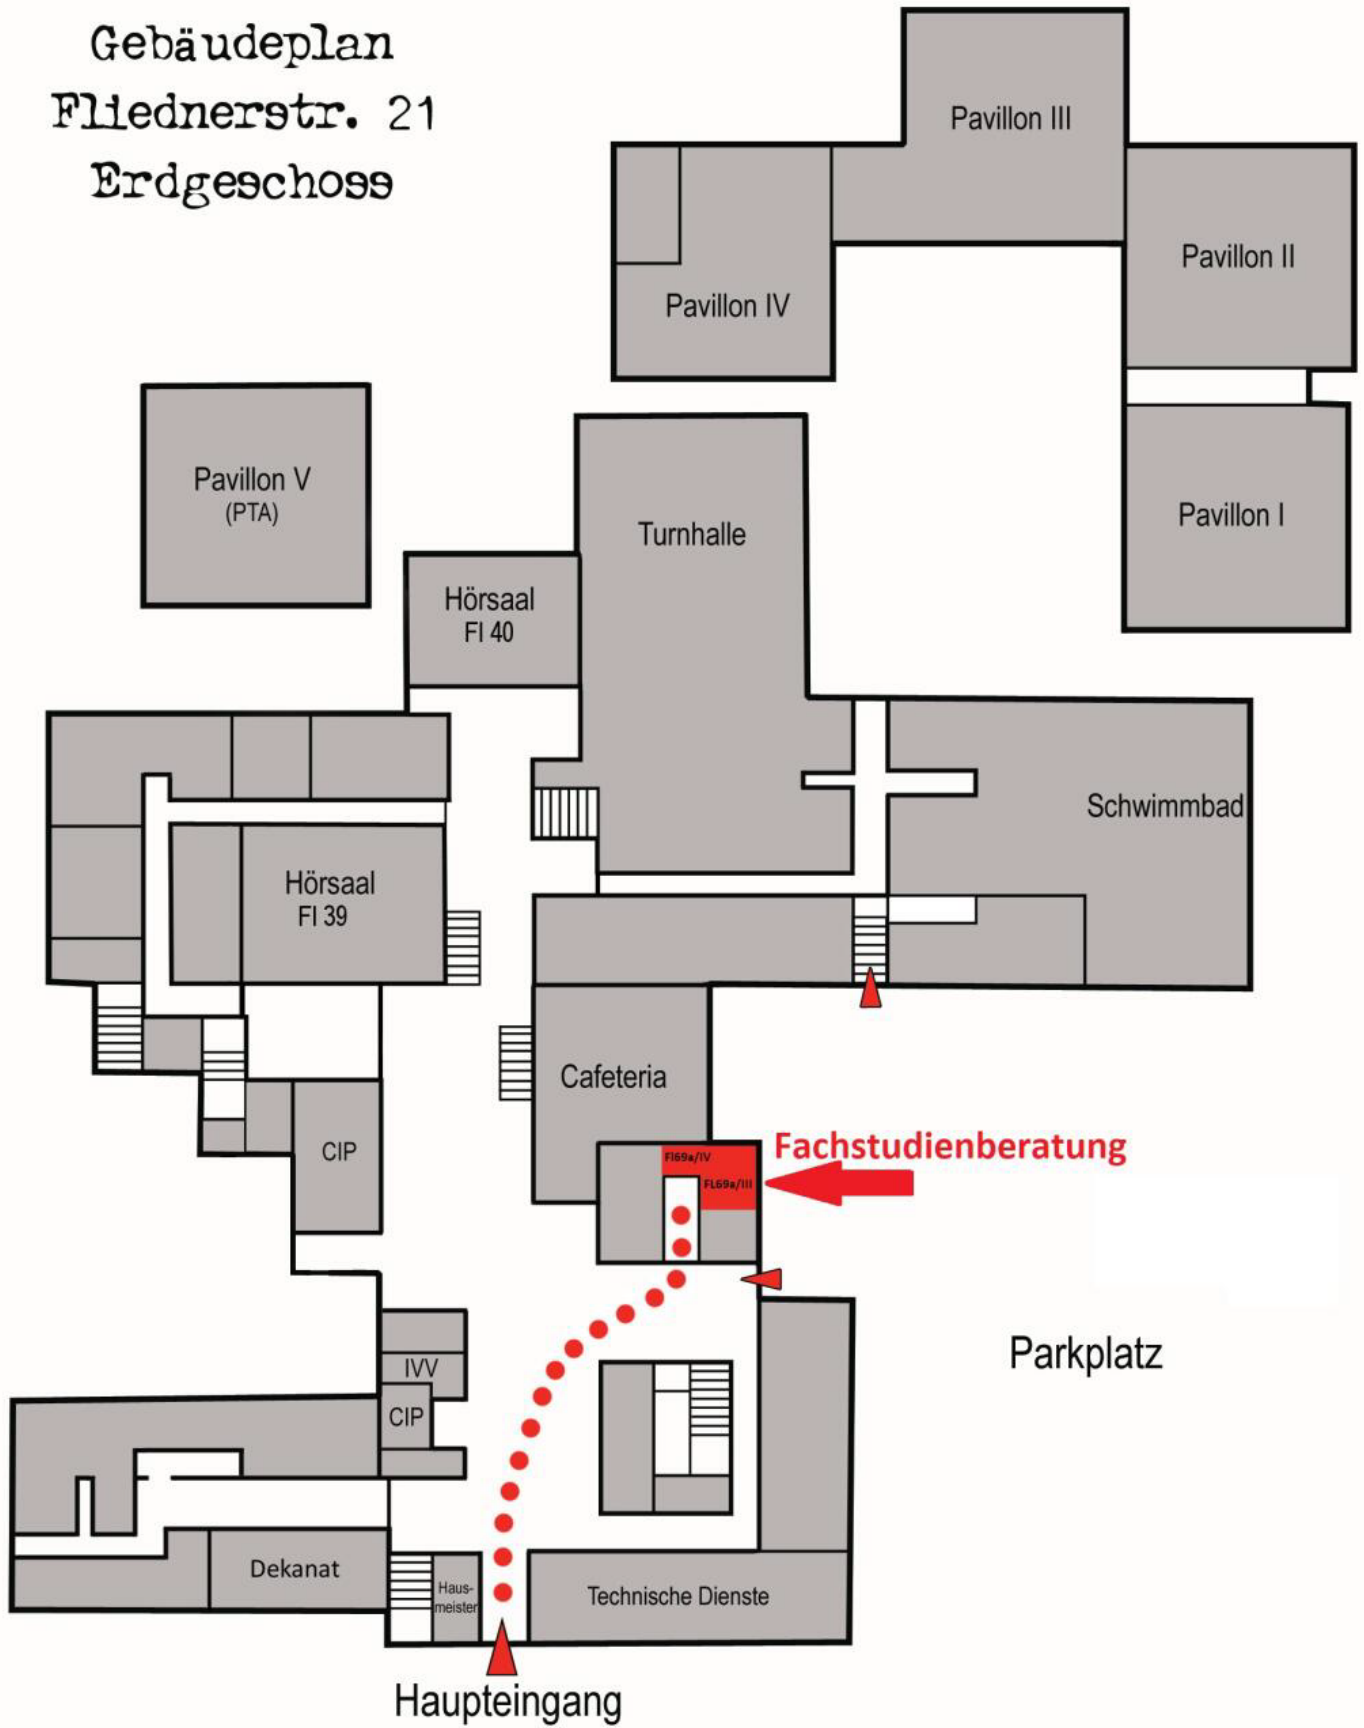 Gebäudeplan
Fliednerstr. 21
Erdgeschoss
Pavillon III
Pavillon II
Pavillon IV
Pavillon V
(PTA)
Pavillon I
Turnhalle
Hörsaal
Fl 40
Schwimmbad
Hörsaal
Fl 39
Cafeteria
CIP
Fachstudienberatung
Fl69a/IV
FL69a/III
Parkplatz
IVV
CIP
Dekanat
Haus-
meister
Technische Dienste
Haupteingang